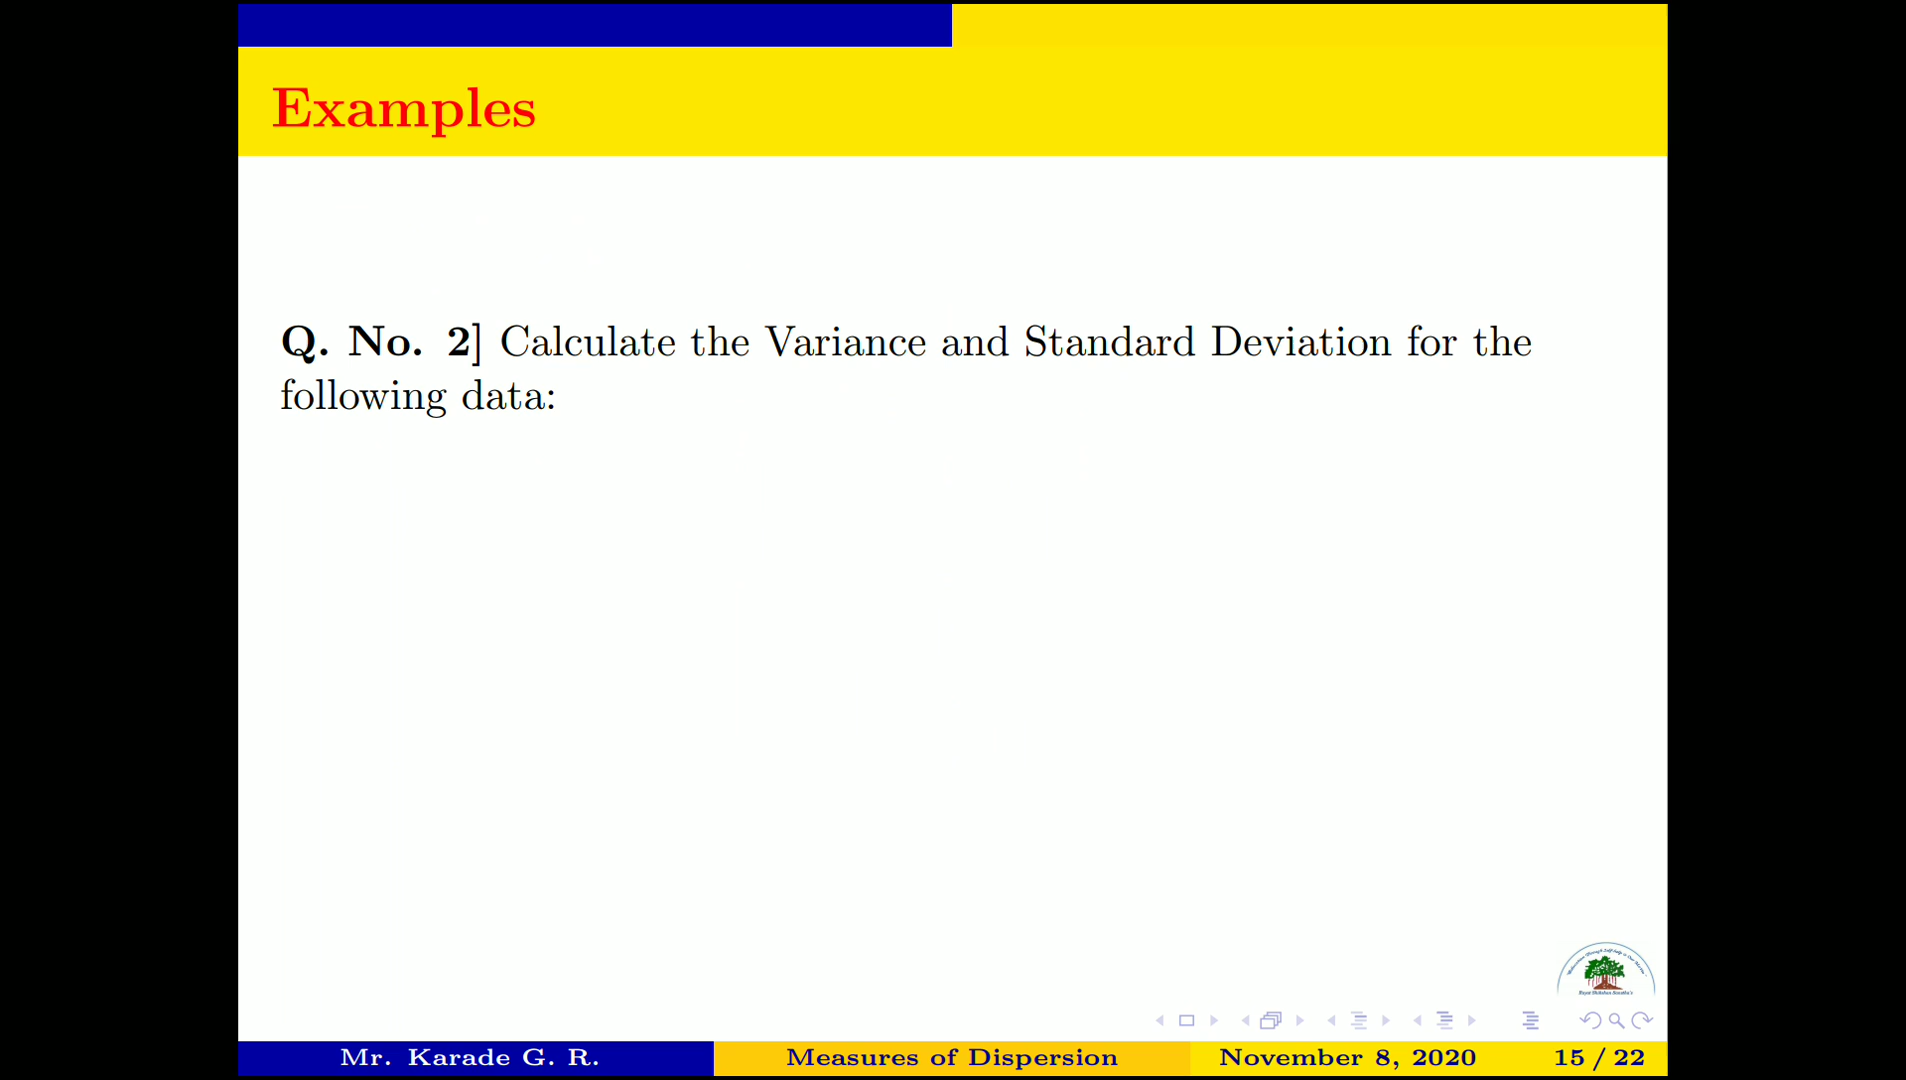 Examples
Q. No. 2] Calculate the Variance and Standard Deviation for the
following data:
Mr. Karade G. R. Measures of Dispersion November 8, 2020 15 / 22